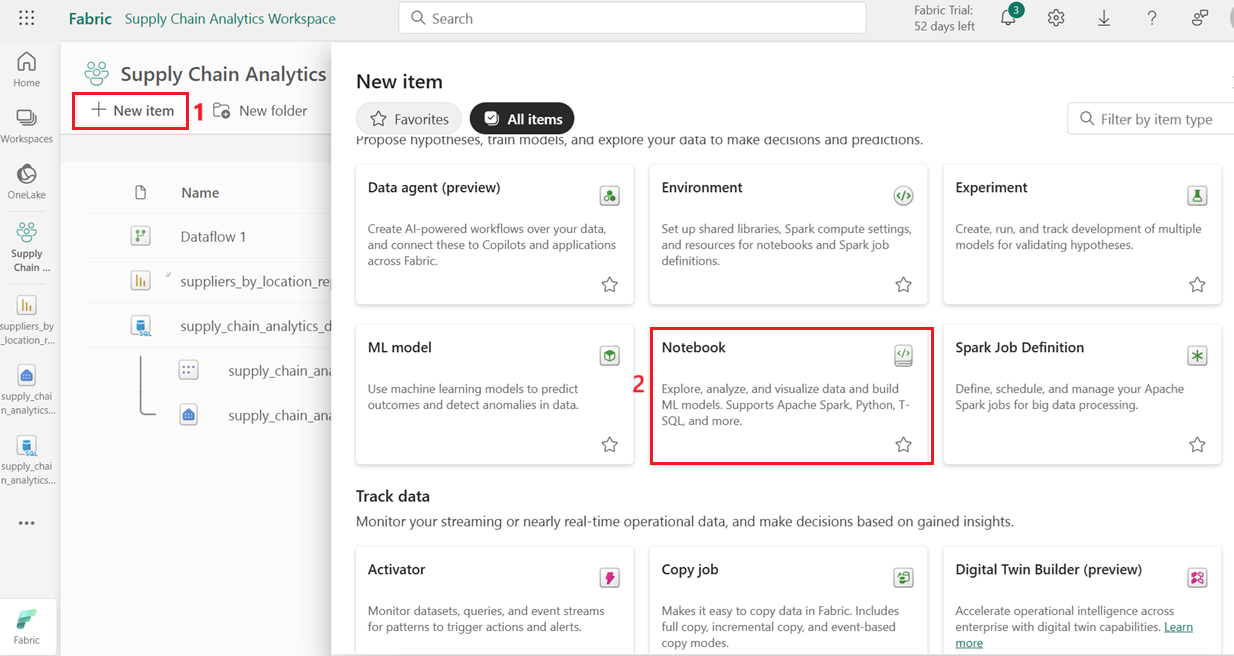 Fabric Supply Chain Analytics Workspace
Search
Fabric Trial:
52 days left
3
Home
Workspaces
OneLake
Supply
Chain ...
suppliers_by
_location_r...
supply_chai
n_analytics...
supply_chai
n_analytics...
Fabric
Supply Chain Analytics
New item
1
New folder
Name
Dataflow 1
suppliers_by_location_re
supply_chain_analytics_d
SQL
supply_chain_ana
supply_chain_ana
New item
Favorites
All items
Filter by item type
Propose hypotheses, train models, and explore your data to make decisions and predictions.
Data agent (preview)
Create AI-powered workflows over your data,
and connect these to Copilots and applications
across Fabric.
Environment
Set up shared libraries, Spark compute settings,
and resources for notebooks and Spark job
definitions.
Experiment
Create, run, and track development of multiple
models for validating hypotheses.
ML model
Use machine learning models to predict
outcomes and detect anomalies in data.
2
Notebook
Explore, analyze, and visualize data and build
ML models. Supports Apache Spark, Python, T-
SQL, and more.
Spark Job Definition
Define, schedule, and manage your Apache
Spark jobs for big data processing.
Track data
Monitor your streaming or nearly real-time operational data, and make decisions based on gained insights.
Activator
Monitor datasets, queries, and event streams
for patterns to trigger actions and alerts.
Copy job
Makes it easy to copy data in Fabric. Includes
full copy, incremental copy, and event-based
copy modes.
Digital Twin Builder (preview)
Accelerate operational intelligence across
enterprise with digital twin capabilities. Learn
more